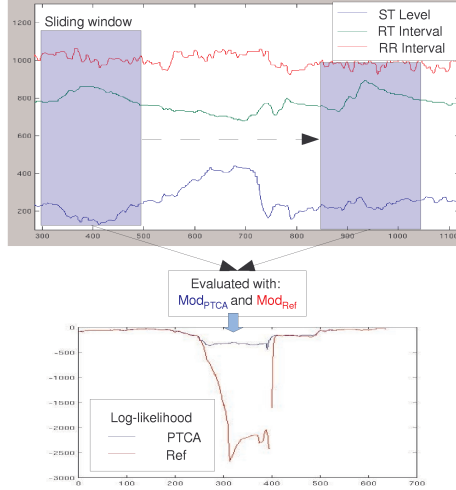 Sliding window
ST Level
RT Interval
RR Interval
1200
1000
800
600
400
200
300 400 500 600 700 800 900 1000 1100
Evaluated with:
ModPTCA and ModRef
0
-500
-1000
-1500
-2000
-2500
-3000
Log-likelihood
PTCA
Ref
0 100 200 300 400 500 600 700